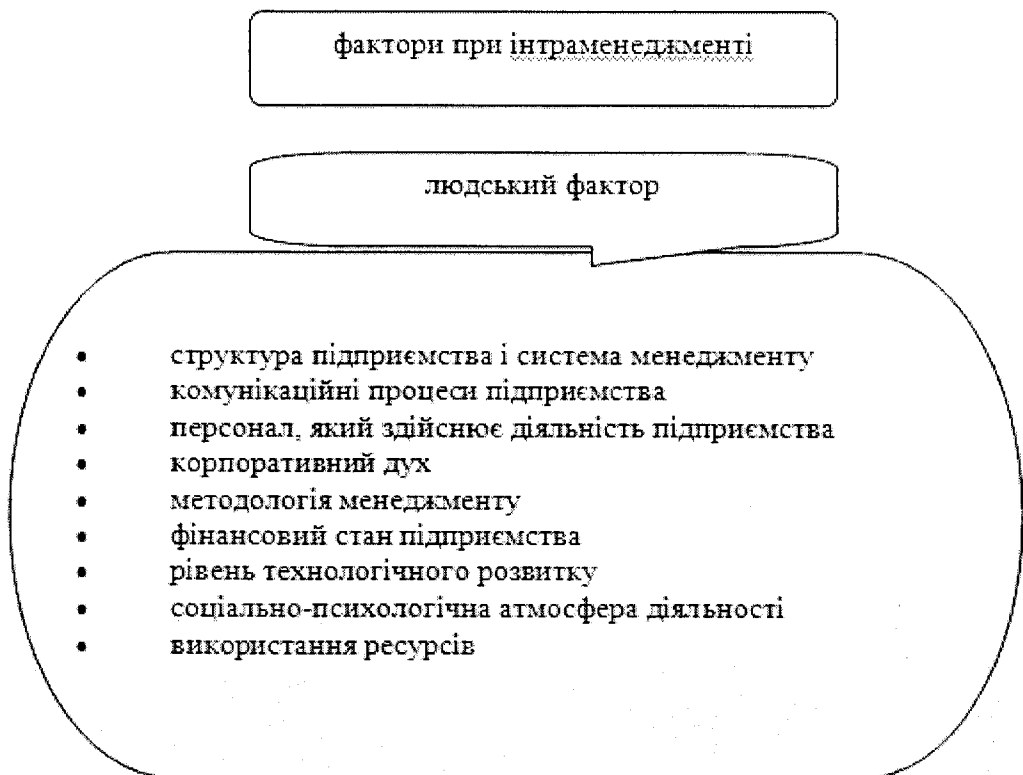 фактори при інтраменеджменті
людський фактор
• структура підприємства і система менеджменту
• комунікаційні процеси підприємства
• персонал, який здійснює діяльність підприємства
• корпоративний дух
• методологія менеджменту
• фінансовий стан підприємства
• рівень технологічного розвитку
• соціально-психологічна атмосфера діяльності
• використання ресурсів